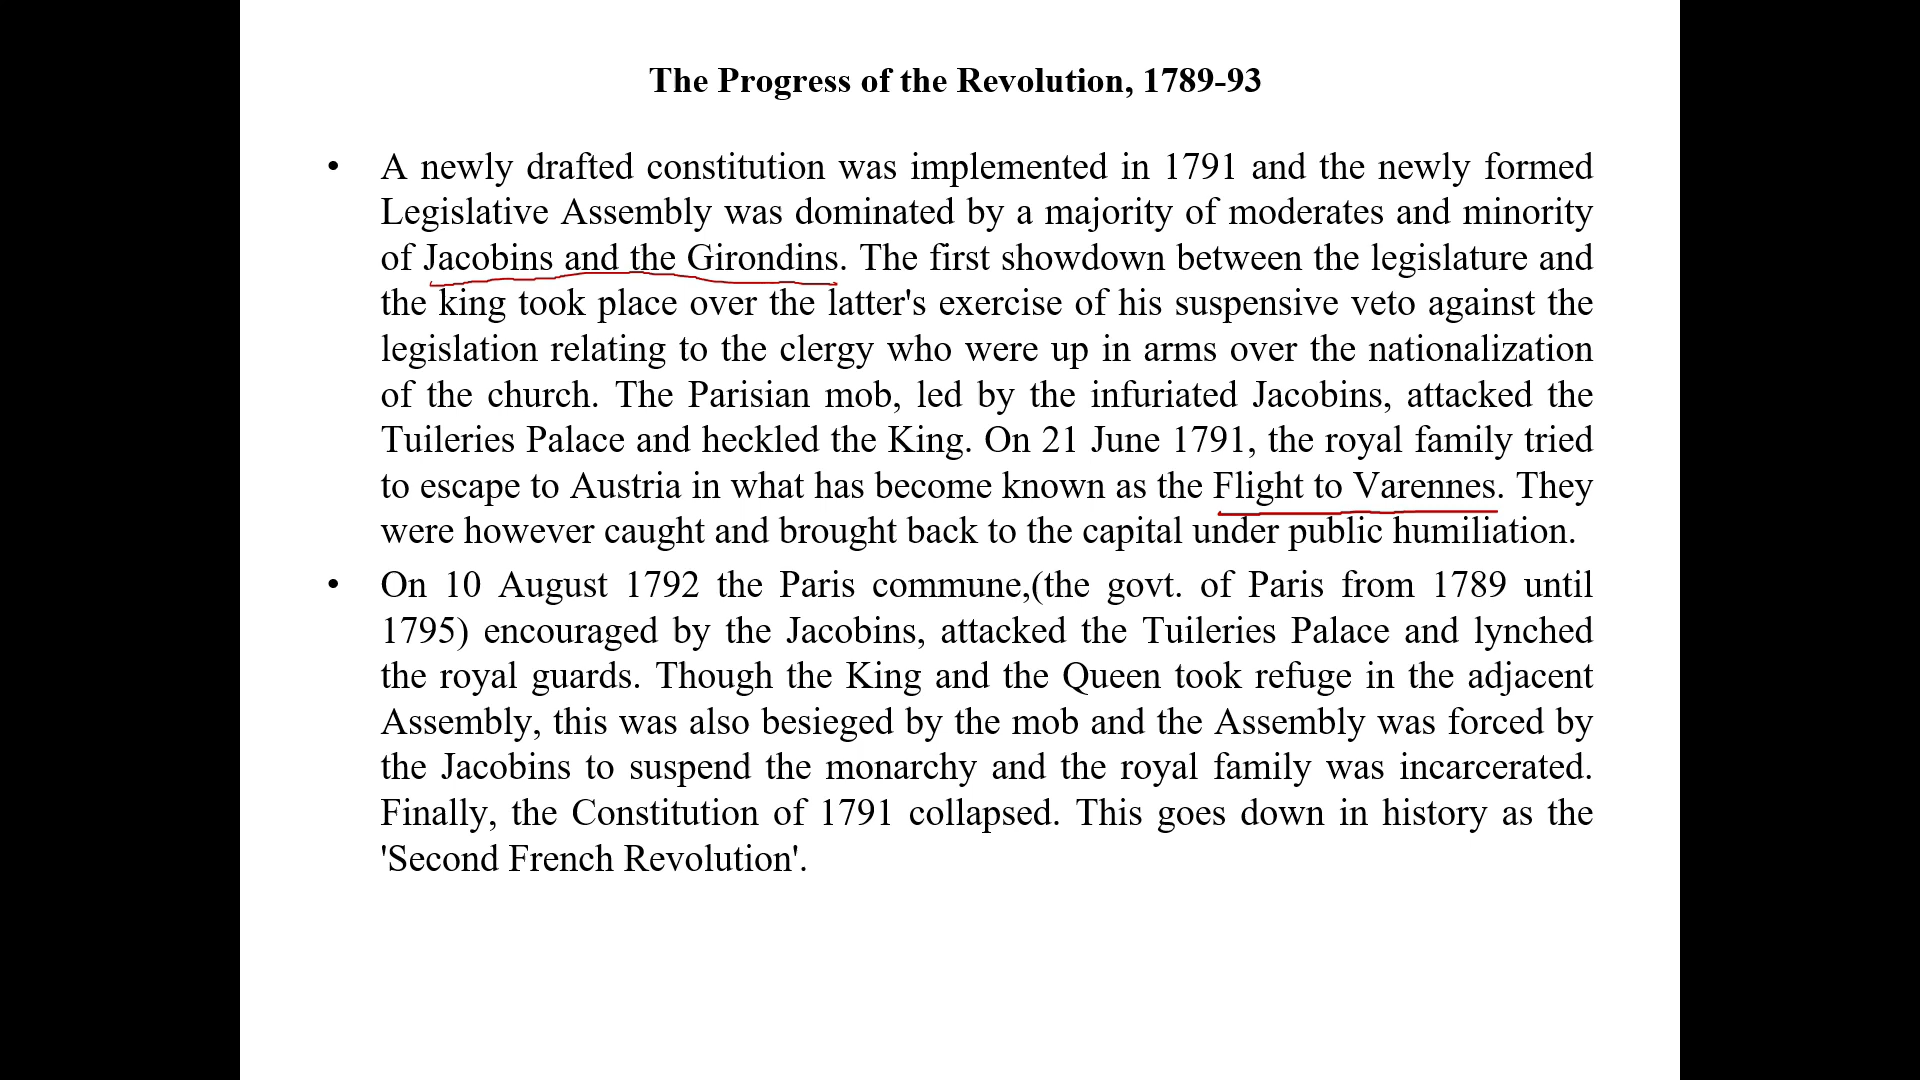 The Progress of the Revolution, 1789-93
• A newly drafted constitution was implemented in 1791 and the newly formed
Legislative Assembly was dominated by a majority of moderates and minority
of Jacobins and the Girondins. The first showdown between the legislature and
the king took place over the latter's exercise of his suspensive veto against the
legislation relating to the clergy who were up in arms over the nationalization
of the church. The Parisian mob, led by the infuriated Jacobins, attacked the
Tuileries Palace and heckled the King. On 21 June 1791, the royal family tried
to escape to Austria in what has become known as the Flight to Varennes. They
were however caught and brought back to the capital under public humiliation.
• On 10 August 1792 the Paris commune,(the govt. of Paris from 1789 until
1795) encouraged by the Jacobins, attacked the Tuileries Palace and lynched
the royal guards. Though the King and the Queen took refuge in the adjacent
Assembly, this was also besieged by the mob and the Assembly was forced by
the Jacobins to suspend the monarchy and the royal family was incarcerated.
Finally, the Constitution of 1791 collapsed. This goes down in history as the
'Second French Revolution'.